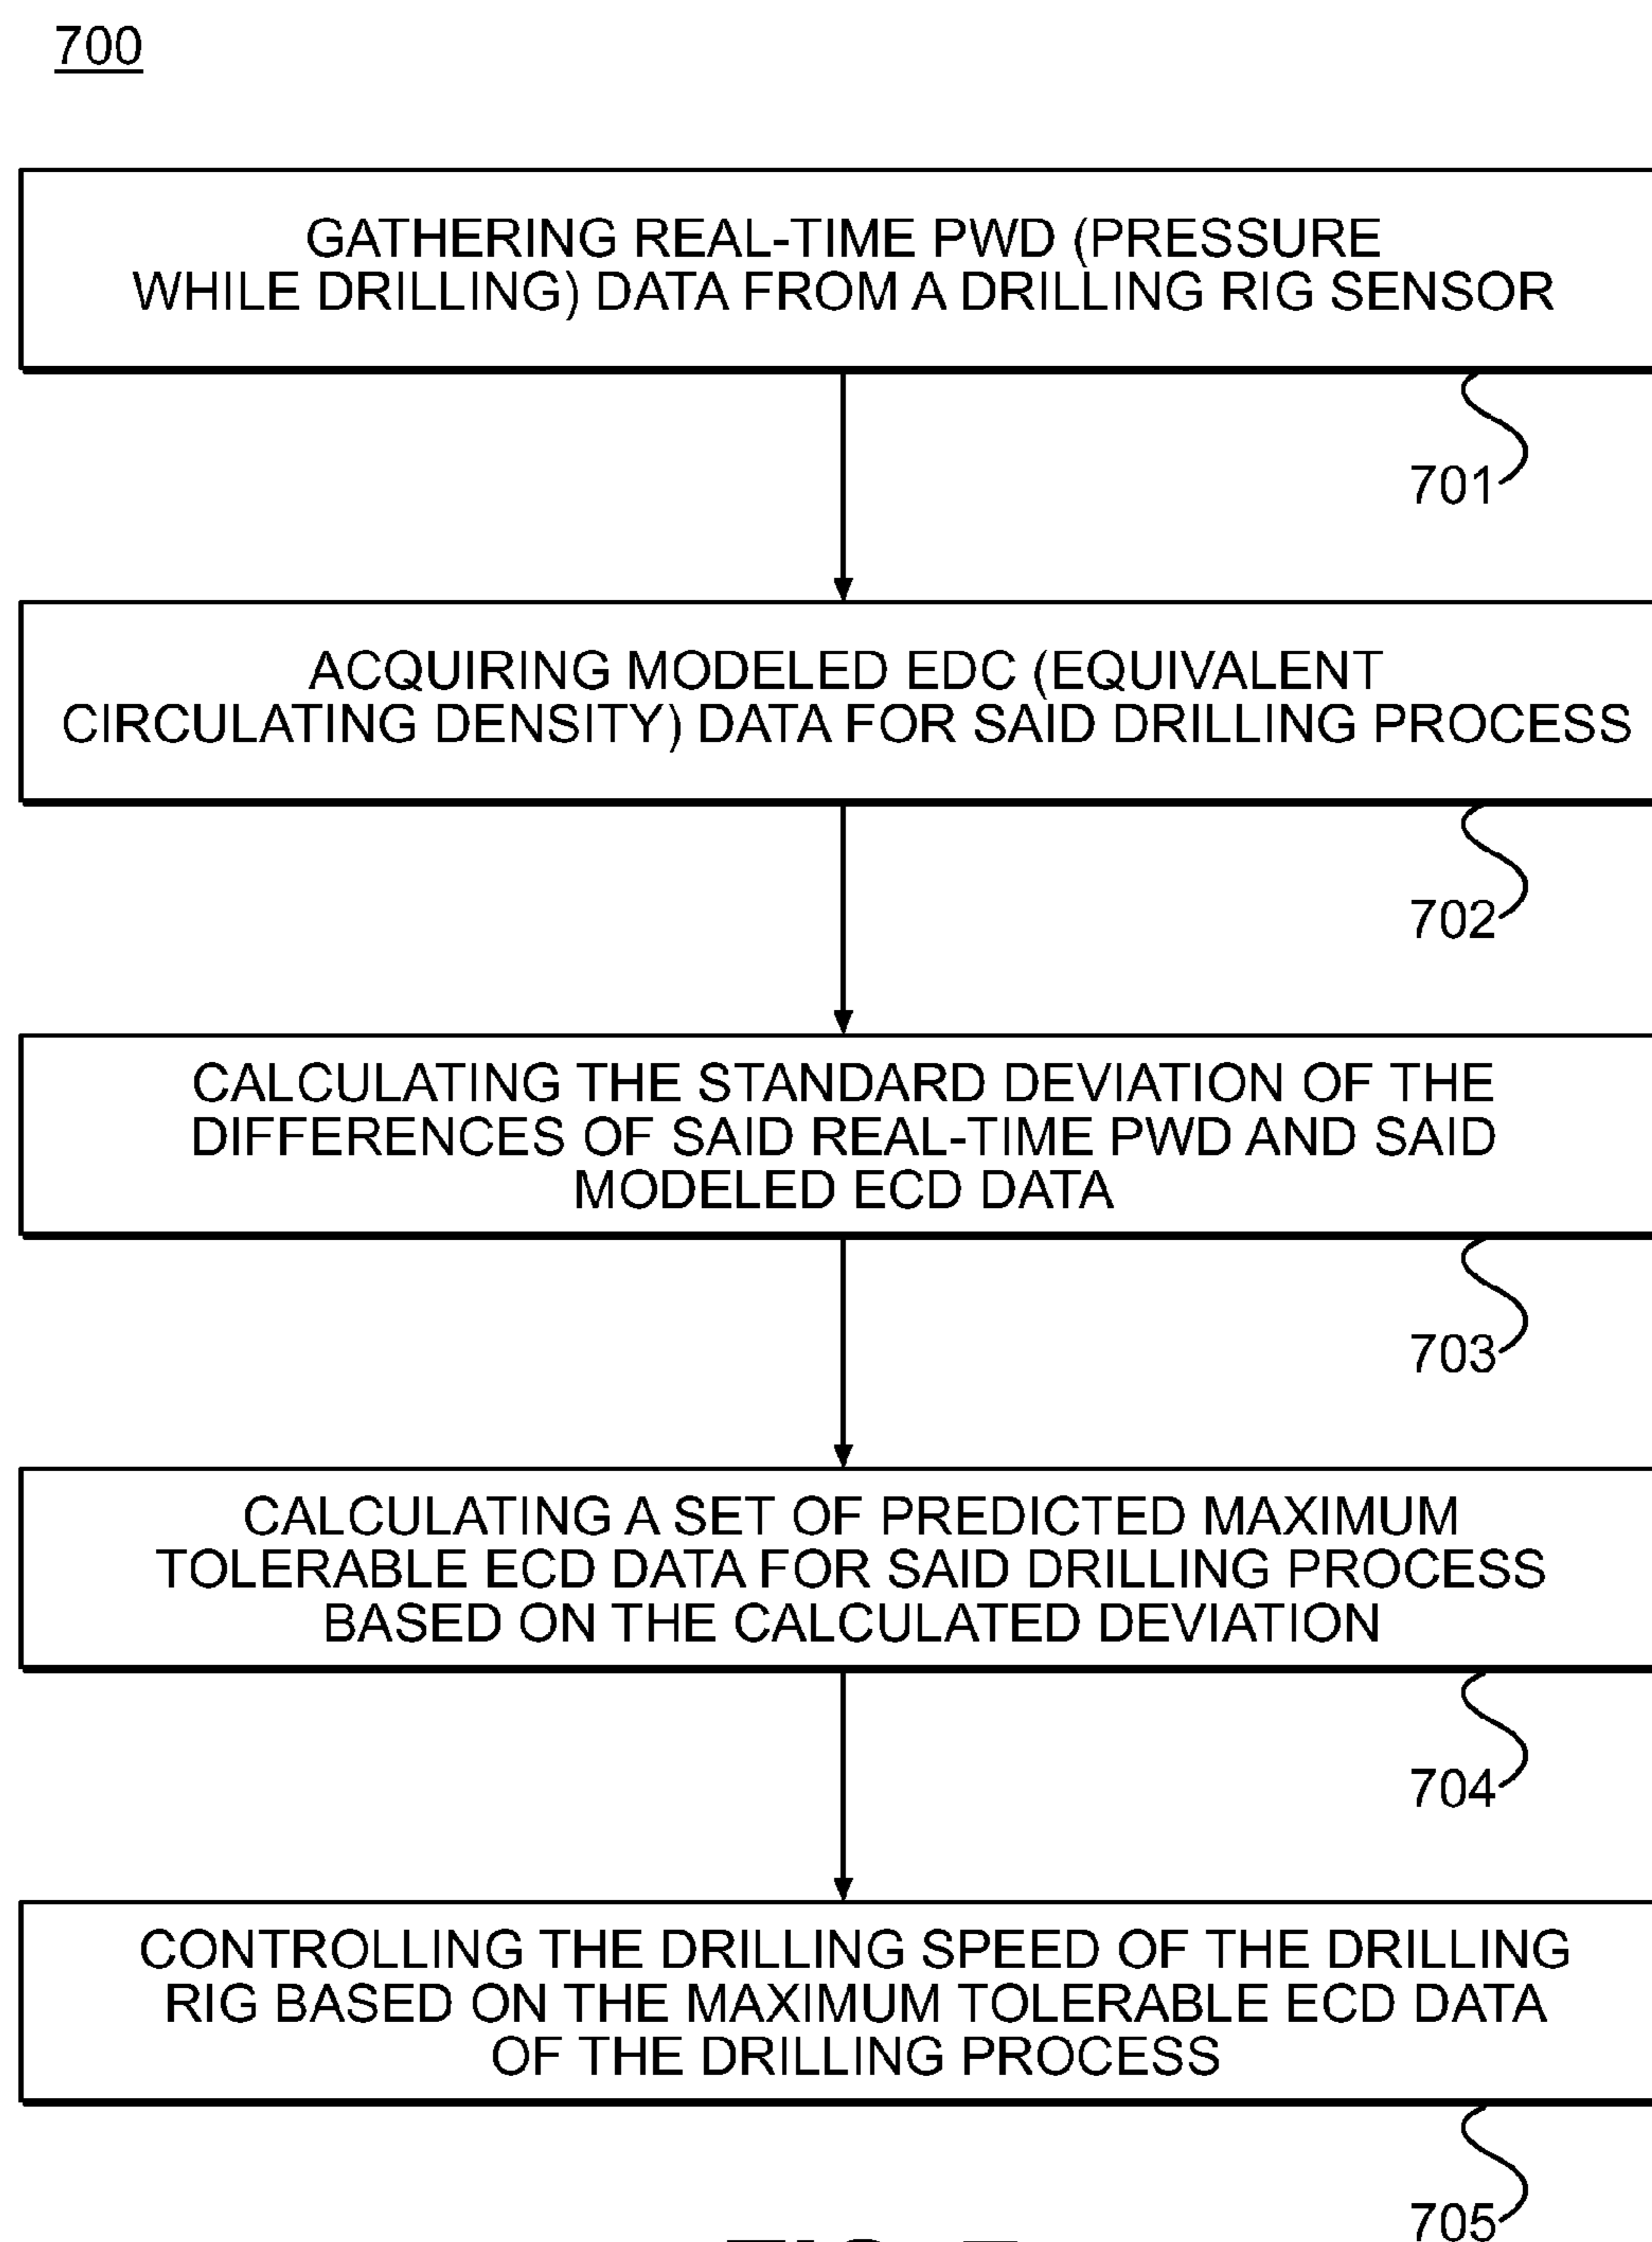 700
GATHERING REAL-TIME PWD (PRESSURE
WHILE DRILLING) DATA FROM A DRILLING RIG SENSOR
701
ACQUIRING MODELED EDC (EQUIVALENT
CIRCULATING DENSITY) DATA FOR SAID DRILLING PROCESS
702
CALCULATING THE STANDARD DEVIATION OF THE
DIFFERENCES OF SAID REAL-TIME PWD AND SAID
MODELED ECD DATA
703
CALCULATING A SET OF PREDICTED MAXIMUM
TOLERABLE ECD DATA FOR SAID DRILLING PROCESS
BASED ON THE CALCULATED DEVIATION
704
CONTROLLING THE DRILLING SPEED OF THE DRILLING
RIG BASED ON THE MAXIMUM TOLERABLE ECD DATA
OF THE DRILLING PROCESS
705